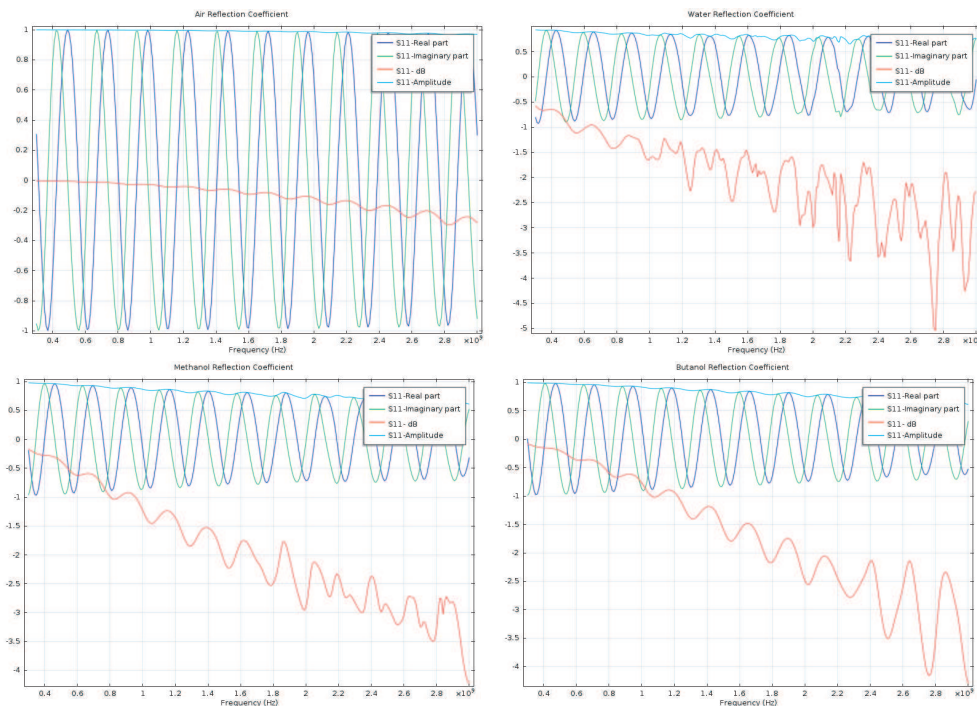 Air Reflection Coefficient
1
0.8
0.6
0.4
0.2
0
-0.2
-0.4
-0.6
-0.8
-1
S11-Real part
S11-Imaginary part
S11- dB
S11-Amplitude
0.4 0.6 0.8 1 1.2 1.4 1.6 1.8 2 2.2 2.4 2.6 2.8 ×10⁹
Frequency (Hz)
Water Reflection Coefficient
0.5
0
-0.5
-1
-1.5
-2
-2.5
-3
-3.5
-4
-4.5
-5
S11-Real part
S11-Imaginary part
S11- dB
S11-Amplitude
0.4 0.6 0.8 1 1.2 1.4 1.6 1.8 2 2.2 2.4 2.6 2.8 ×10⁹
Frequency (Hz)
Methanol Reflection Coefficient
1
0.5
0
-0.5
-1
-1.5
-2
-2.5
-3
-3.5
-4
S11-Real part
S11-Imaginary part
S11- dB
S11-Amplitude
0.4 0.6 0.8 1 1.2 1.4 1.6 1.8 2 2.2 2.4 2.6 2.8 ×10⁹
Frequency (Hz)
Butanol Reflection Coefficient
1
0.5
0
-0.5
-1
-1.5
-2
-2.5
-3
-3.5
-4
S11-Real part
S11-Imaginary part
S11- dB
S11-Amplitude
0.4 0.6 0.8 1 1.2 1.4 1.6 1.8 2 2.2 2.4 2.6 2.8 ×10⁹
Frequency (Hz)